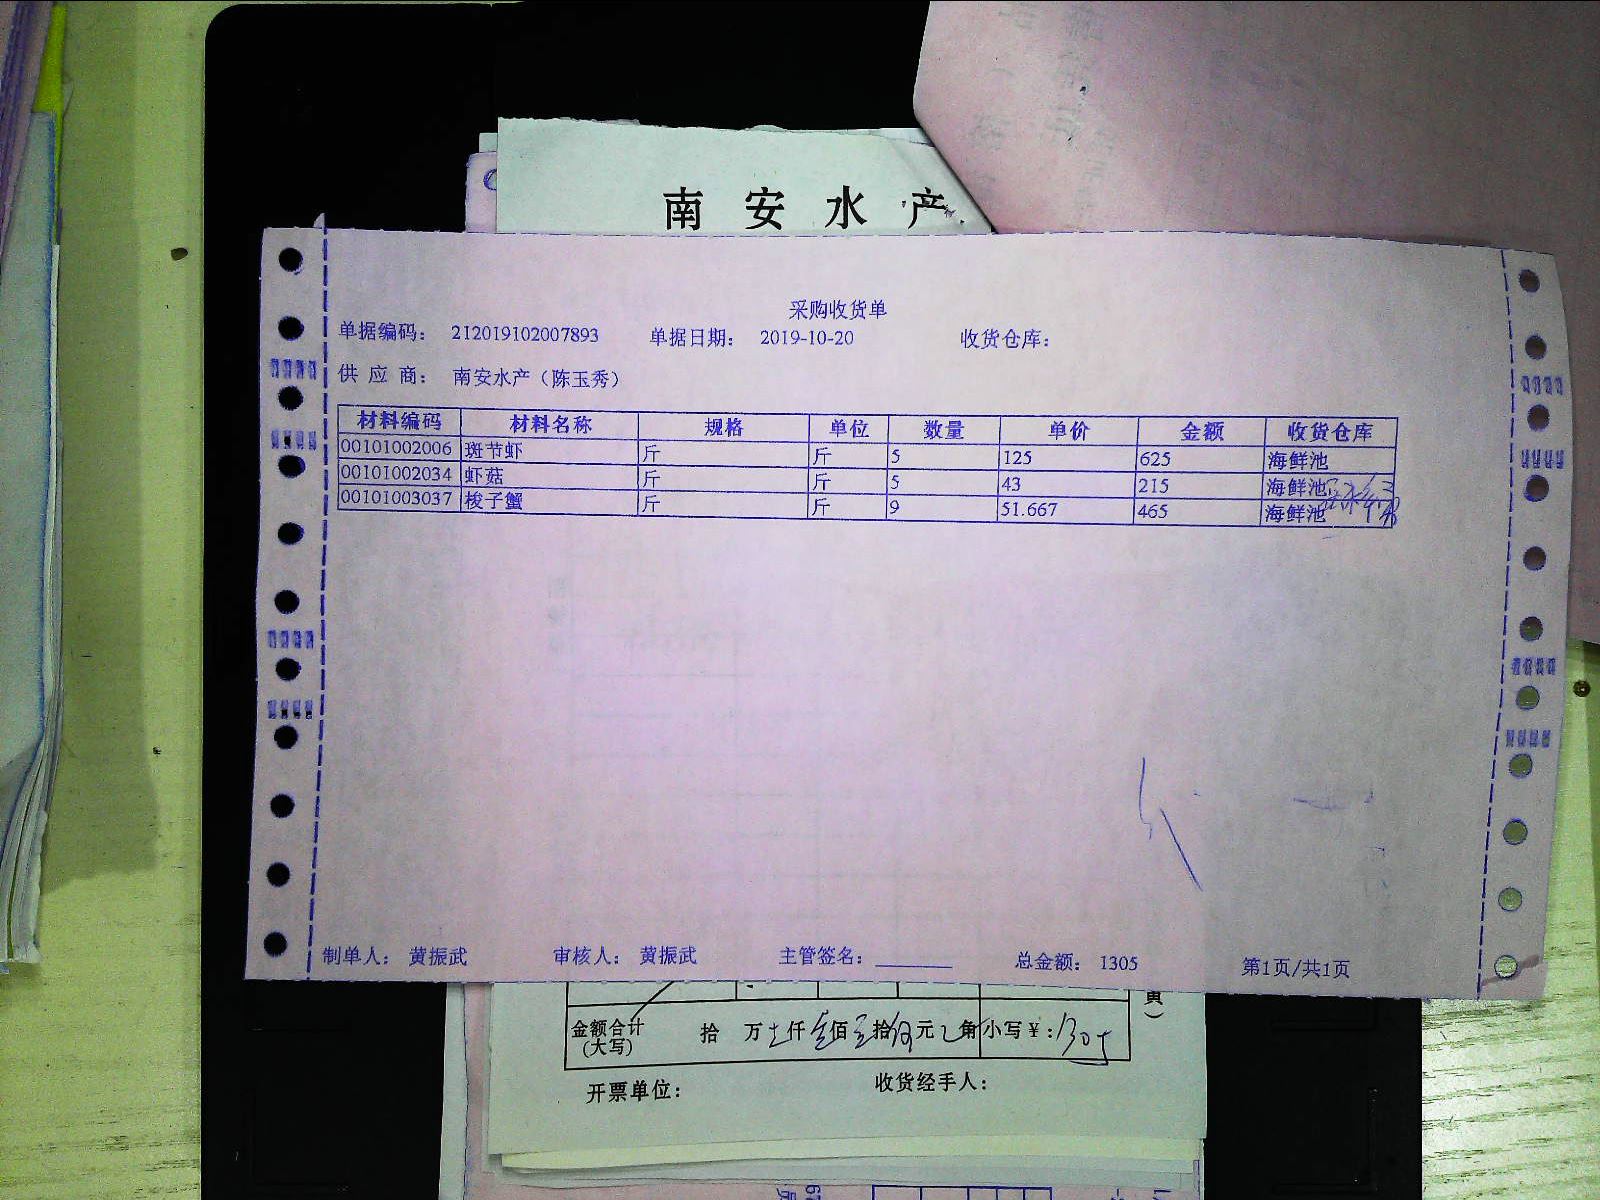 南安水产
采购收货单
单据编码： 212019102007893 单据日期： 2019-10-20 收货仓库：
供应商： 南安水产（陈玉秀）
材料编码 材料名称 规格 单位 数量 单价 金额 收货仓库
00101002006 斑节虾 斤 斤 5 125 625 海鲜池
00101002034 虾菇 斤 斤 5 43 215 海鲜池
00101003037 梭子蟹 斤 斤 9 51.667 465 海鲜池
制单人： 黄振武 审核人： 黄振武 主管签名： 总金额： 1305 第1页/共1页
金额合计 拾 万 仟 佰 拾 元 角 小写￥：1305
(大写)
开票单位： 收货经手人：